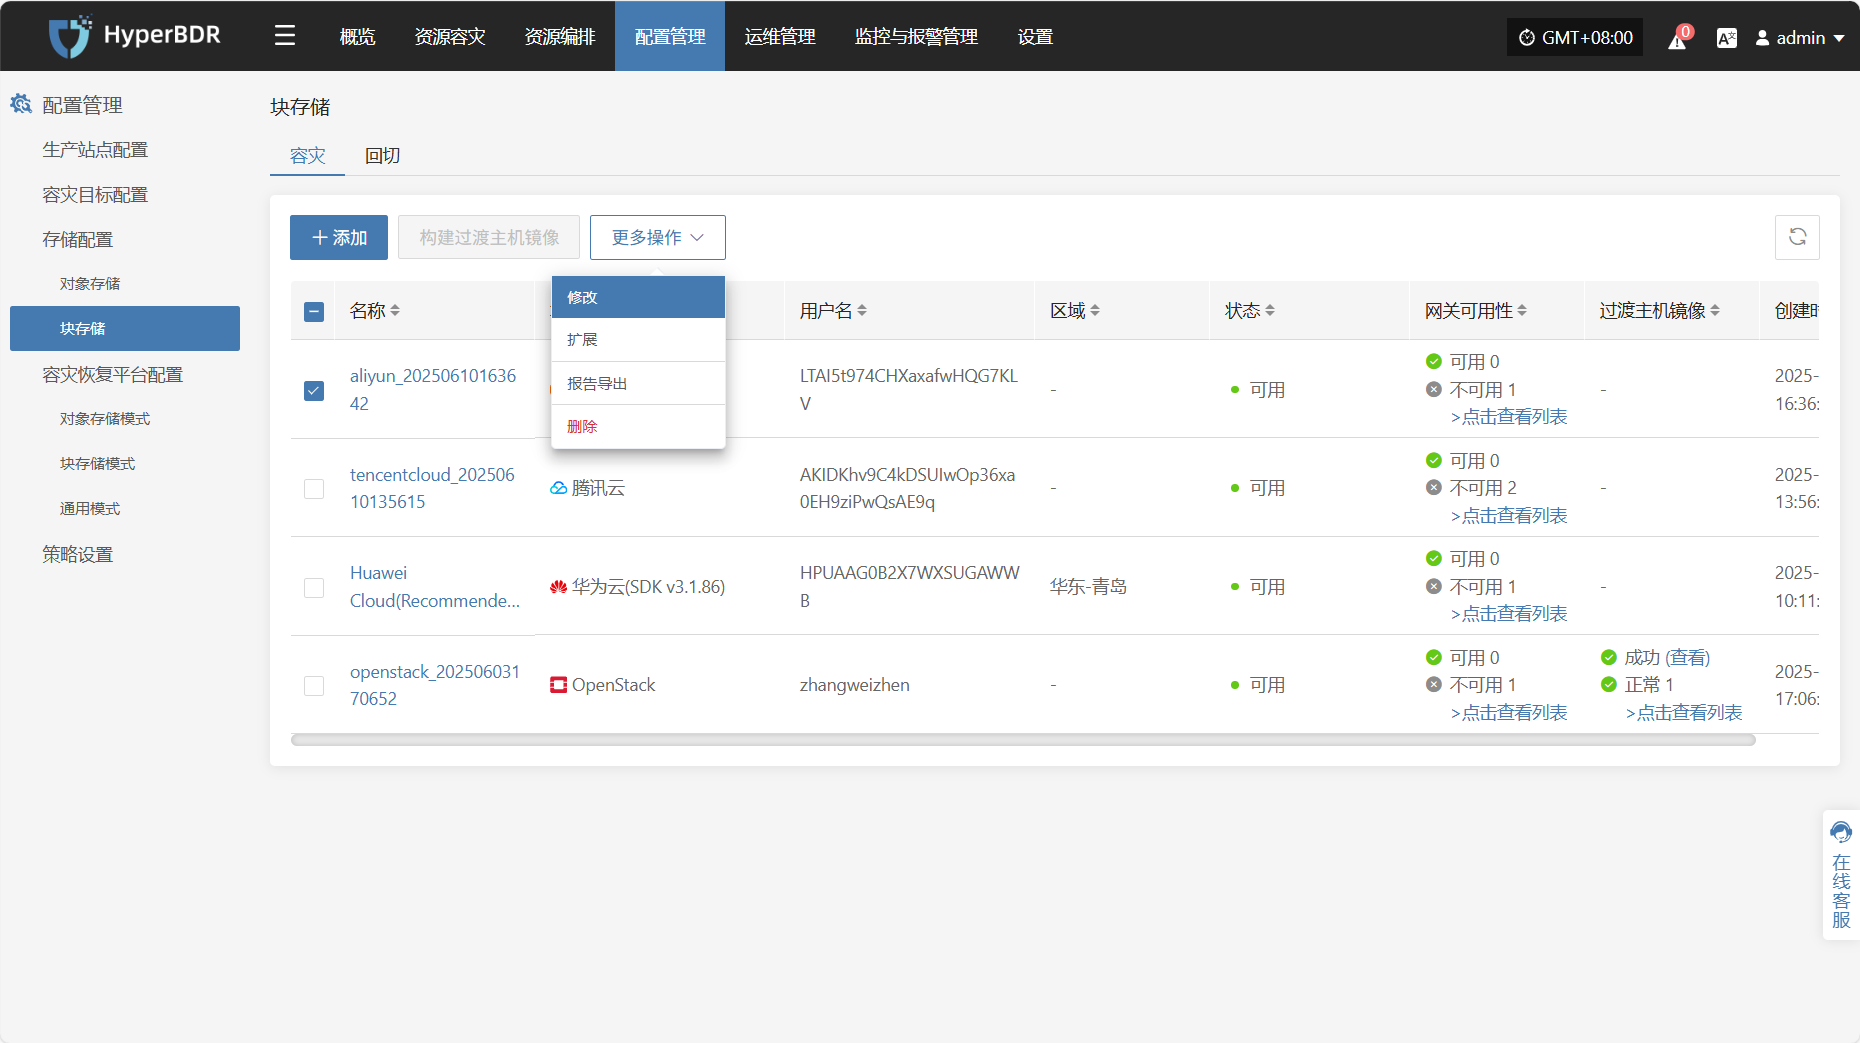 HyperBDR
概览
资源容灾
资源编排
配置管理
运维管理
监控与报警管理
设置
GMT+08:00
0
admin
配置管理
生产站点配置
容灾目标配置
存储配置
对象存储
块存储
容灾恢复平台配置
对象存储模式
块存储模式
通用模式
策略设置
块存储
容灾
回切
添加
构建过渡主机镜像
更多操作
修改
扩展
报告导出
删除
名称
用户名
区域
状态
网关可用性
过渡主机镜像
创建时
aliyun_202506101636
42
LTAI5t974CHXaxafwHQG7KL
V
-
可用
可用 0
不可用 1
>点击查看列表
-
2025-
16:36:
tencentcloud_202506
10135615
腾讯云
AKIDKhv9C4kDSUIwOp36xa
0EH9ziPwQsAE9q
-
可用
可用 0
不可用 2
>点击查看列表
-
2025-
13:56:
Huawei
Cloud(Recommende...
华为云(SDK v3.1.86)
HPUAAG0B2X7WXSUGAWW
B
华东-青岛
可用
可用 0
不可用 1
>点击查看列表
-
2025-
10:11:
openstack_202506031
70652
OpenStack
zhangweizhen
-
可用
可用 0
不可用 1
>点击查看列表
成功 (查看)
正常 1
>点击查看列表
2025-
17:06:
在线客服